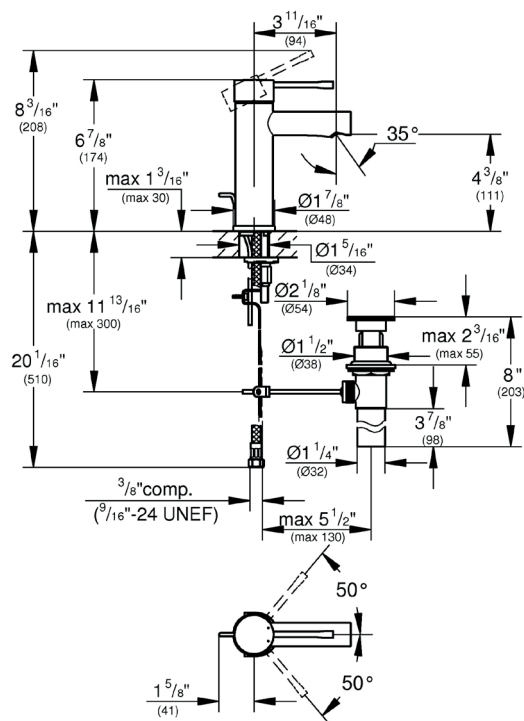 3 11/16"
(94)
8 3/16"
(208)
6 7/8"
(174)
35°
max 1 3/16"
(max 30)
4 3/8"
(111)
Ø1 7/8"
(Ø48)
Ø1 5/16"
(Ø34)
max 11 13/16"
(max 300)
Ø2 1/8"
(Ø54)
20 1/16"
(510)
Ø1 1/2"
(Ø38)
max 2 3/16"
(max 55)
8"
(203)
3 7/8"
(98)
Ø1 1/4"
(Ø32)
3/8"comp.
(9/16"-24 UNEF)
max 5 1/2"
(max 130)
50°
50°
1 5/8"
(41)